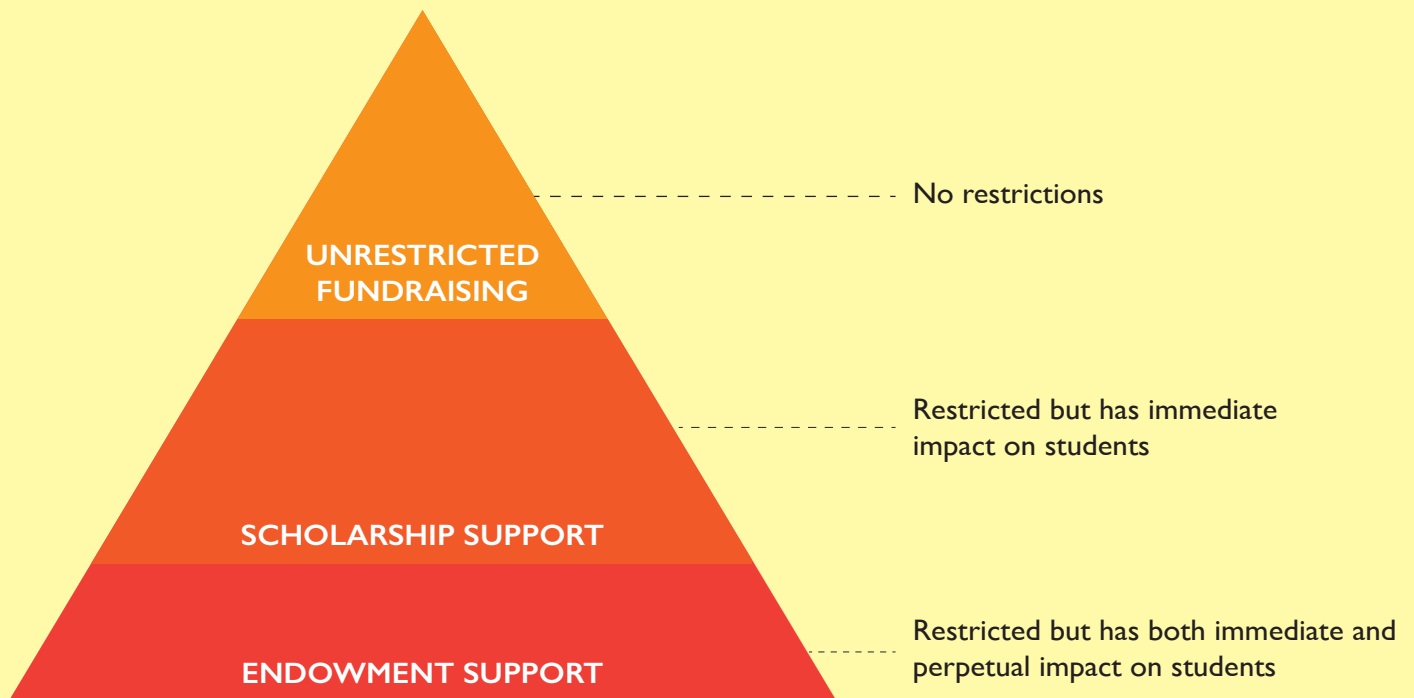 No restrictions
UNRESTRICTED
FUNDRAISING
Restricted but has immediate
impact on students
SCHOLARSHIP SUPPORT
Restricted but has both immediate and
perpetual impact on students
ENDOWMENT SUPPORT